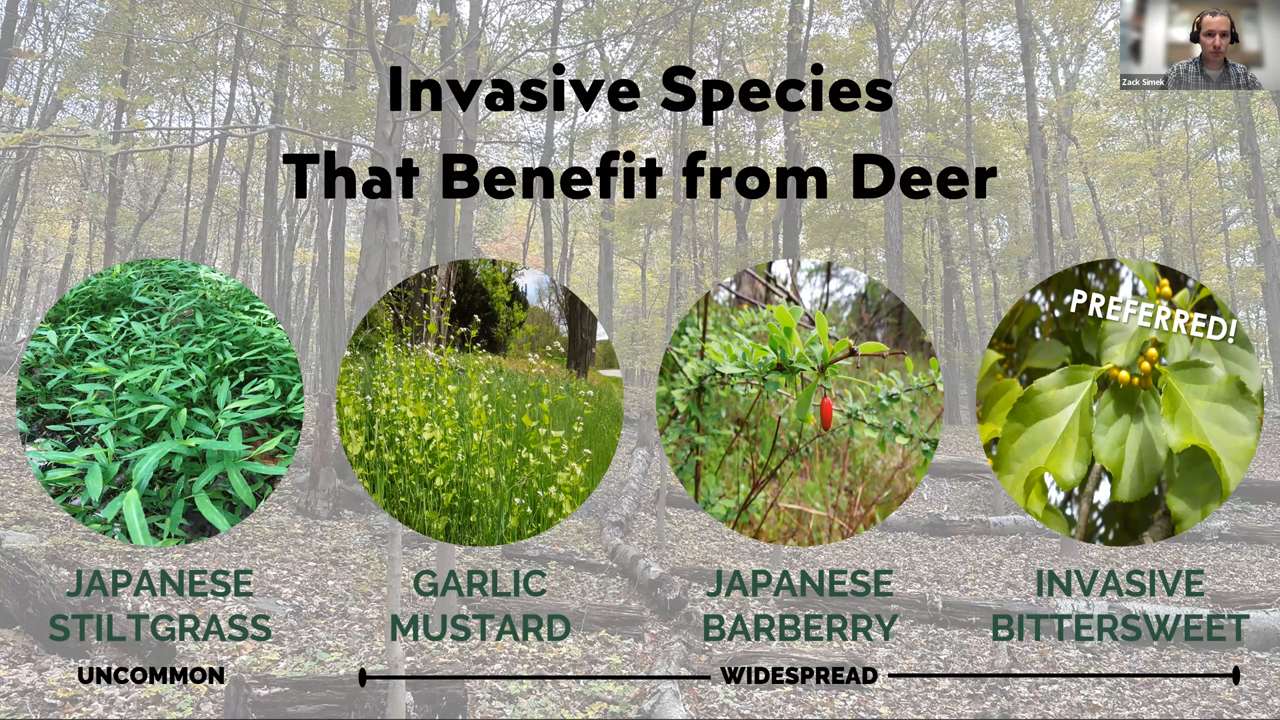 Zack Simek
Invasive Species
That Benefit from Deer
PREFERRED!
JAPANESE
STILTGRASS
GARLIC
MUSTARD
JAPANESE
BARBERRY
INVASIVE
BITTERSWEET
UNCOMMON
WIDESPREAD